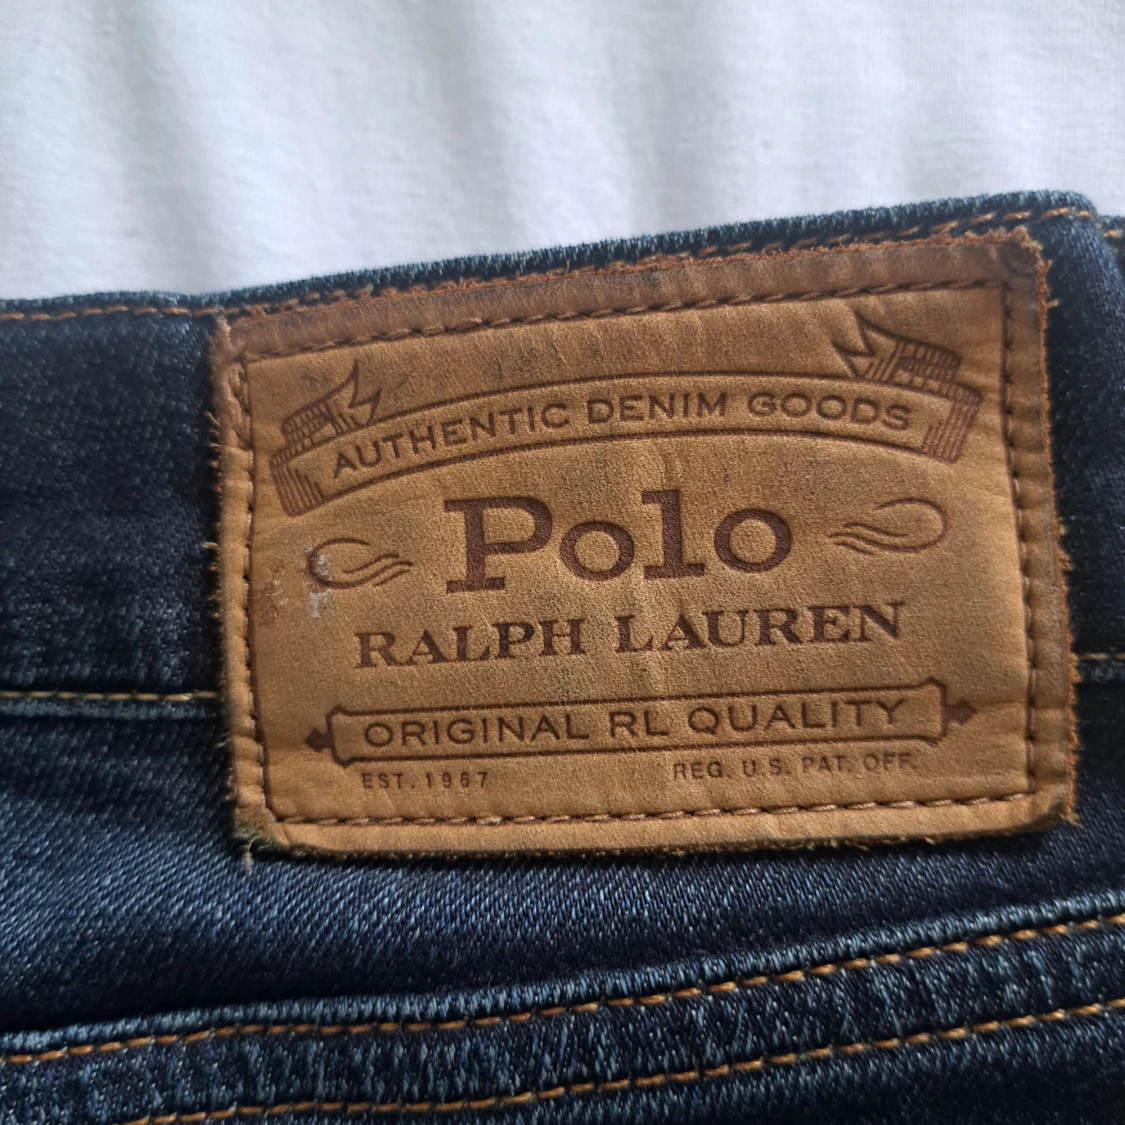 AUTHENTIC DENIM GOODS
Polo
RALPH LAUREN
ORIGINAL RL QUALITY
EST. 1967 REG. U.S. PAT. OFF.